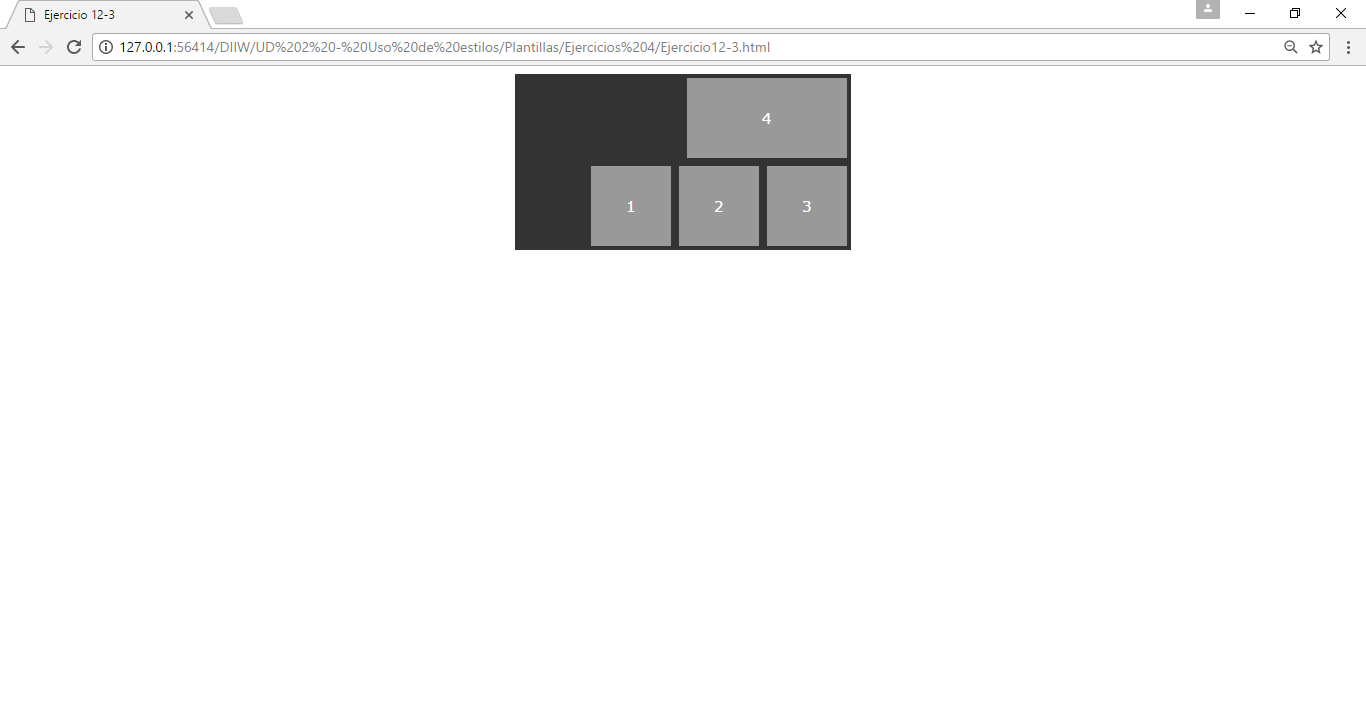 Ejercicio 12-3
127.0.0.1:56414/DIIW/UD%202%20-%20Uso%20de%20estilos/Plantillas/Ejercicios%204/Ejercicio12-3.html
4
1 2 3